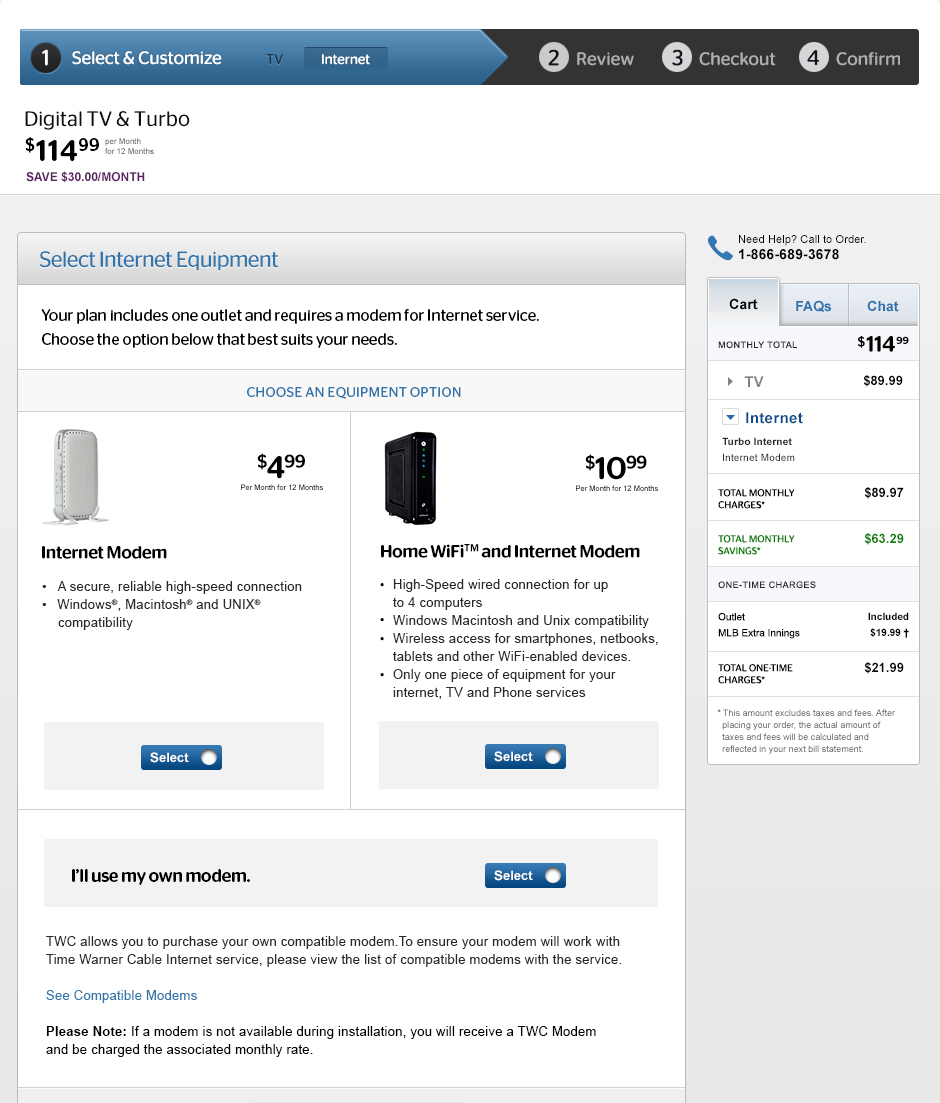 1 Select & Customize TV Internet 2 Review 3 Checkout 4 Confirm
Digital TV & Turbo
$114.99 per Month
for 12 Months
SAVE $30.00/MONTH
Select Internet Equipment
Your plan includes one outlet and requires a modem for Internet service.
Choose the option below that best suits your needs.
CHOOSE AN EQUIPMENT OPTION
$4.99
Per Month for 12 Months
Internet Modem
• A secure, reliable high-speed connection
• Windows®, Macintosh® and UNIX®
compatibility
Select
$10.99
Per Month for 12 Months
Home WiFi™ and Internet Modem
• High-Speed wired connection for up
to 4 computers
• Windows Macintosh and Unix compatibility
• Wireless access for smartphones, netbooks,
tablets and other WiFi-enabled devices.
• Only one piece of equipment for your
internet, TV and Phone services
Select
I'll use my own modem.
Select
TWC allows you to purchase your own compatible modem.To ensure your modem will work with
Time Warner Cable Internet service, please view the list of compatible modems with the service.
See Compatible Modems
Please Note: If a modem is not available during installation, you will receive a TWC Modem
and be charged the associated monthly rate.
Need Help? Call to Order.
1-866-689-3678
Cart FAQs Chat
MONTHLY TOTAL $114.99
TV $89.99
Internet
Turbo Internet
Internet Modem
TOTAL MONTHLY $89.97
CHARGES*
TOTAL MONTHLY $63.29
SAVINGS*
ONE-TIME CHARGES
Outlet Included
MLB Extra Innings $19.99 †
TOTAL ONE-TIME $21.99
CHARGES*
* This amount excludes taxes and fees. After
placing your order, the actual amount of
taxes and fees will be calculated and
reflected in your next bill statement.